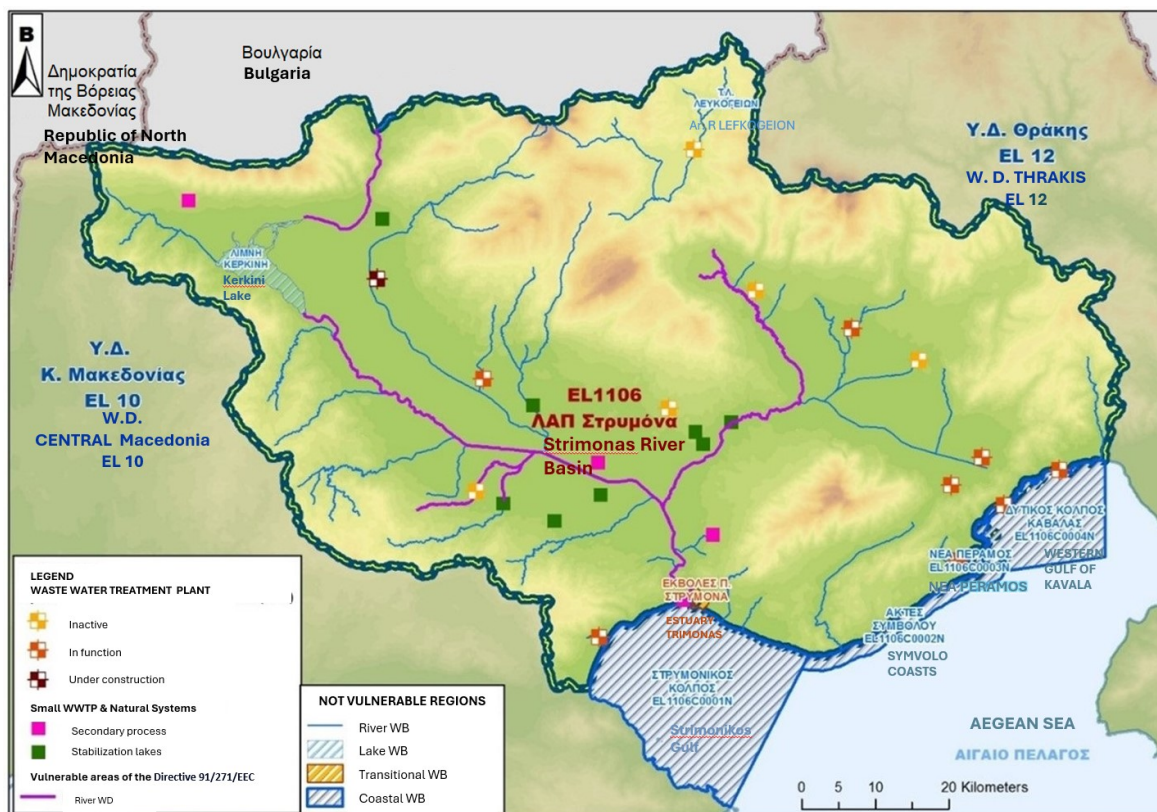 Β
Βουλγαρία
Bulgaria
Δημοκρατία
της Βόρειας
Μακεδονίας
Republic of North
Macedonia
Τ.Λ.
ΛΕΥΚΟΓΕΙΩΝ
LEFKOGEION
Υ.Δ. Θράκης
EL 12
W. D. THRAKIS
EL 12
ΛΙΜΝΗ
ΚΕΡΚΙΝΗ
Kerkini
Lake
Υ.Δ.
Κ. Μακεδονίας
EL 10
W.D.
CENTRAL Macedonia
EL 10
EL1106
ΛΑΠ Στρυμόνα
Strimonas River
Basin
ΔΥΤΙΚΟΣ ΚΟΛΠΟΣ
ΚΑΒΑΛΑΣ
EL1106C0004N
WESTERN
GULF OF
KAVALA
ΝΕΑ ΠΕΡΑΜΟΣ
EL1106C0003N
NEA PERAMOS
ΕΚΒΟΛΕΣ Π.
ΣΤΡΥΜΟΝΑ
ESTUARY
TRIMONAS
ΑΚΤΕΣ
ΣΥΜΒΟΛΟΥ
EL1106C0002N
SYMVOLO
COASTS
ΣΤΡΥΜΟΝΙΚΟΣ
ΚΟΛΠΟΣ
EL1106C0001N
Strimonikos
Gulf
AEGEAN SEA
ΑΙΓΑΙΟ ΠΕΛΑΓΟΣ
0 5 10 20 Kilometers
LEGEND
WASTE WATER TREATMENT PLANT
Inactive
In function
Under construction
Small WWTP & Natural Systems
Secondary process
Stabilization lakes
Vulnerable areas of the Directive 91/271/EEC
River WD
NOT VULNERABLE REGIONS
River WB
Lake WB
Transitional WB
Coastal WB